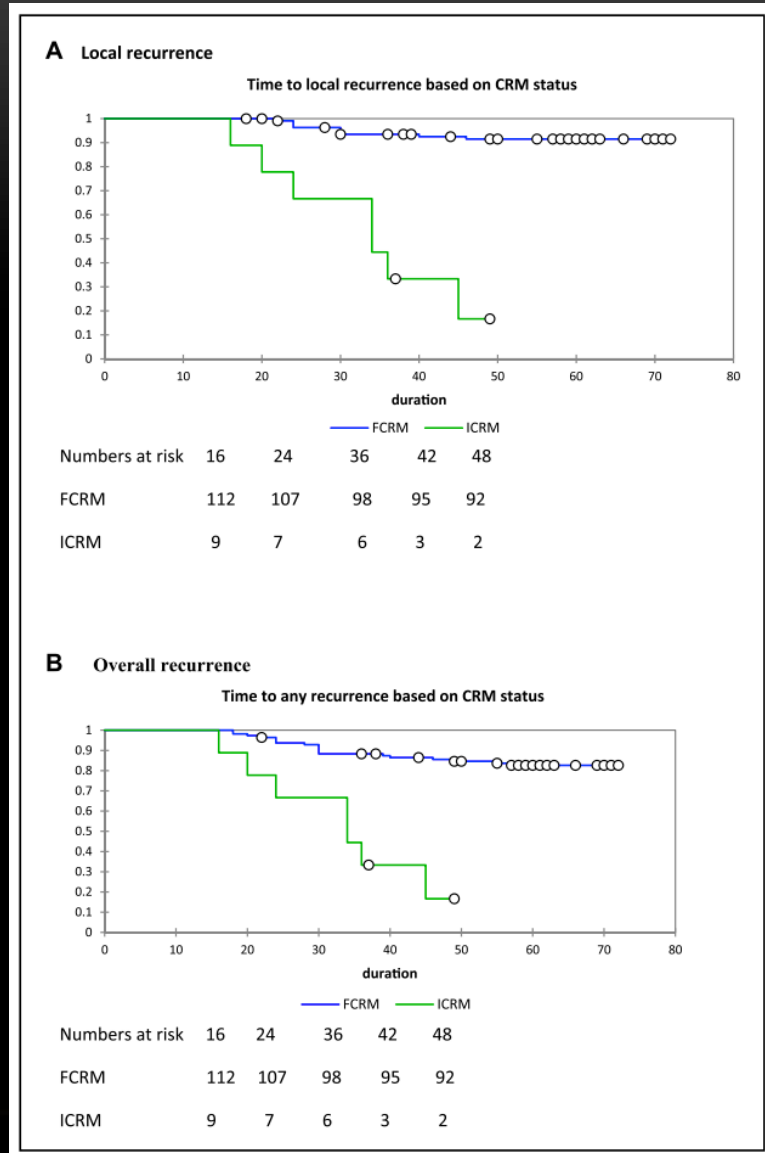 A Local recurrence
Time to local recurrence based on CRM status
1
0.9
0.8
0.7
0.6
0.5
0.4
0.3
0.2
0.1
0
0 10 20 30 40 50 60 70 80
duration
FCRM ICRM
Numbers at risk 16 24 36 42 48
FCRM 112 107 98 95 92
ICRM 9 7 6 3 2
B Overall recurrence
Time to any recurrence based on CRM status
1
0.9
0.8
0.7
0.6
0.5
0.4
0.3
0.2
0.1
0
0 10 20 30 40 50 60 70 80
duration
FCRM ICRM
Numbers at risk 16 24 36 42 48
FCRM 112 107 98 95 92
ICRM 9 7 6 3 2